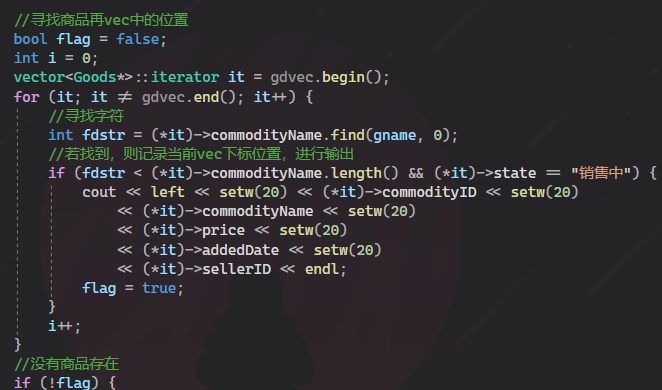 //寻找商品再vec中的位置
bool flag = false;
int i = 0;
vector<Goods*>::iterator it = gdvec.begin();
for (it; it != gdvec.end(); it++) {
//寻找字符
int fdstr = (*it)->commodityName.find(gname, 0);
//若找到，则记录当前vec下标位置，进行输出
if (fdstr < (*it)->commodityName.length() && (*it)->state == "销售中") {
cout << left << setw(20) << (*it)->commodityID << setw(20)
<< (*it)->commodityName << setw(20)
<< (*it)->price << setw(20)
<< (*it)->addedDate << setw(20)
<< (*it)->sellerID << endl;
flag = true;
}
i++;
}
//没有商品存在
if (!flag) {